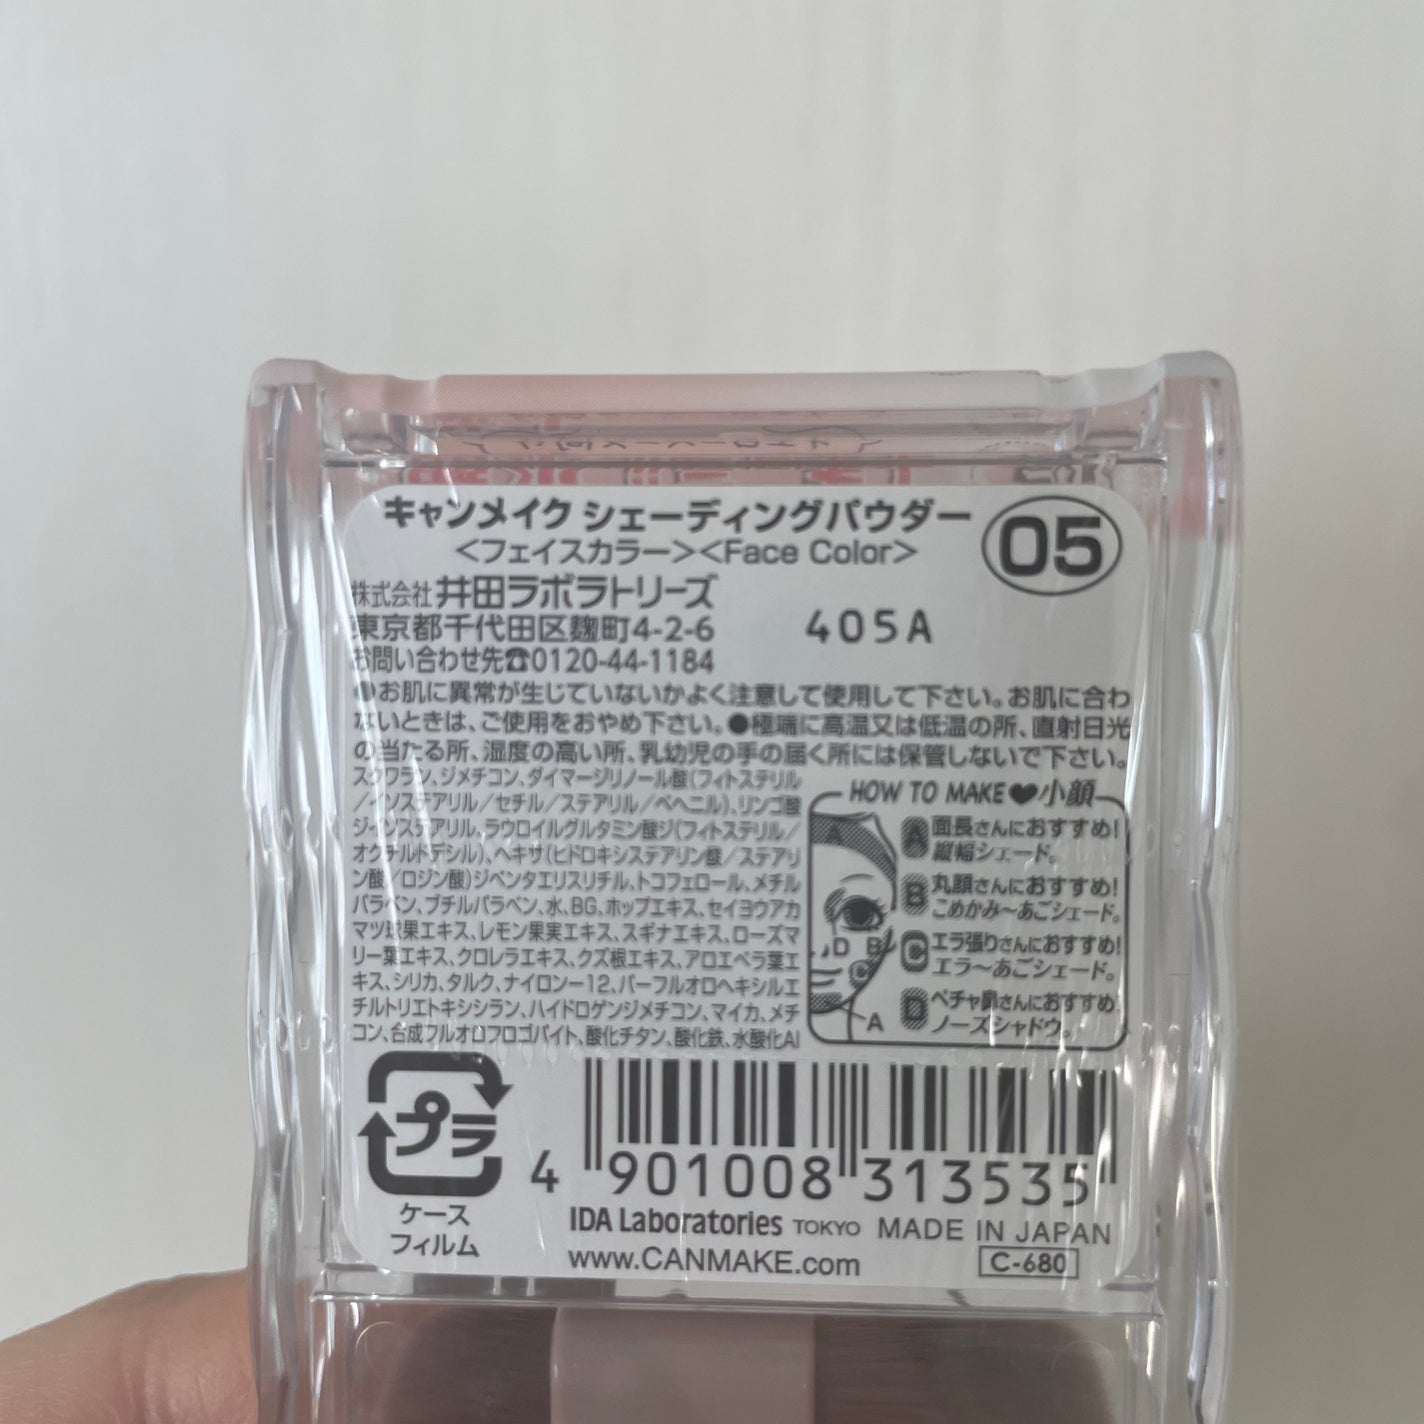 キャンメイク シェーディングパウダー
05
<フェイスカラー><Face Color>
株式会社 井田ラボラトリーズ
東京都千代田区麹町4-2-6
405A
お問い合わせ先☎0120-44-1184
●お肌に異常が生じていないかよく注意して使用して下さい。お肌に合わ
ないときは、ご使用をおやめ下さい。●極端に高温又は低温の所、直射日光
の当たる所、湿度の高い所、乳幼児の手の届く所には保管しないで下さい。
スクワラン、ジメチコン、ダイマージリノール酸(フィトステリル
/イソステアリル/セチル/ステアリル/ベヘニル)、リンゴ酸
ジイソステアリル、ラウロイルグルタミン酸ジ(フィトステリル/
オクチルドデシル)、ヘキサ(ヒドロキシステアリン酸/ステアリ
ン酸/ロジン酸)ジペンタエリスリチル、トコフェロール、メチル
パラベン、ブチルパラベン、水、BG、ホップエキス、セイヨウアカ
マツ球果エキス、レモン果実エキス、スギナエキス、ローズマ
リー葉エキス、クロレラエキス、クズ根エキス、アロエベラ葉エ
キス、シリカ、タルク、ナイロン-12、パーフルオロヘキシルエ
チルトリエトキシシラン、ハイドロゲンジメチコン、マイカ、メチ
コン、合成フルオロフロゴパイト、酸化チタン、酸化鉄、水酸化Al
HOW TO MAKE♥小顔
A 面長さんにおすすめ!
縦幅シェード。
B 丸顔さんにおすすめ!
こめかみ〜あごシェード。
C エラ張りさんにおすすめ!
エラ〜あごシェード。
D ペチャ鼻さんにおすすめ!
ノーズシャドウ。
A
D
B
C
A
プラ
ケース
フィルム
4 901008 313535
IDA Laboratories TOKYO MADE IN JAPAN
www.CANMAKE.com
C-680